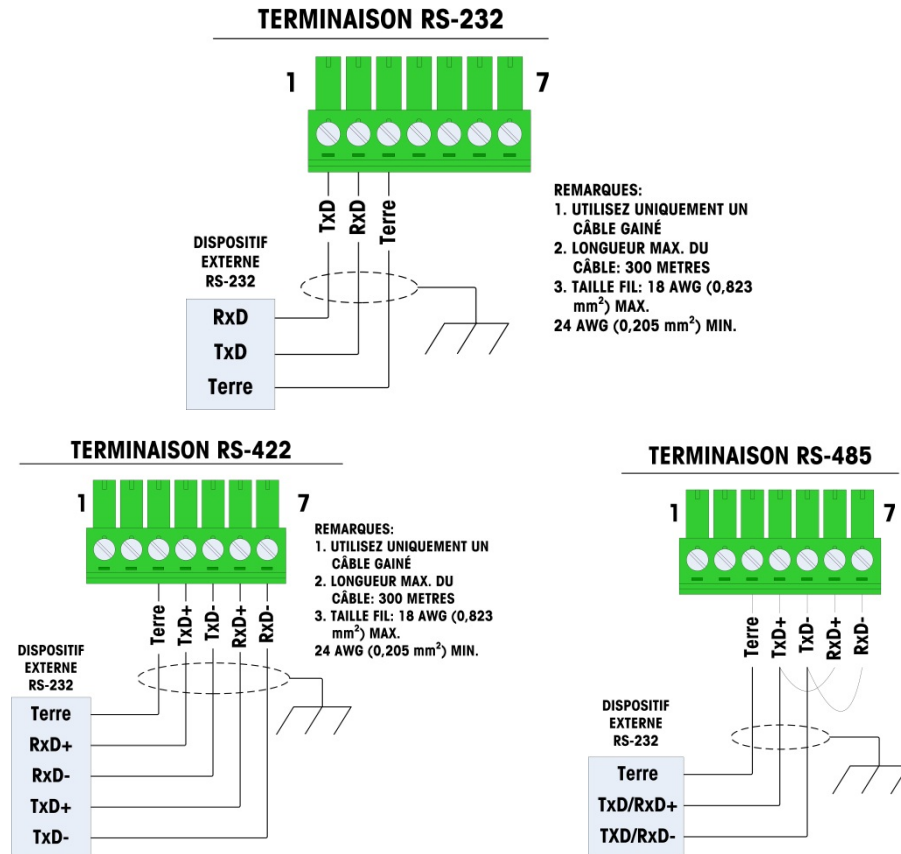 TERMINAISON RS-232
1
7
TxD
RxD
Terre
DISPOSITIF
EXTERNE
RS-232
RxD
TxD
Terre
REMARQUES:
1. UTILISEZ UNIQUEMENT UN
CÂBLE GAINÉ
2. LONGUEUR MAX. DU
CÂBLE: 300 METRES
3. TAILLE FIL: 18 AWG (0,823
mm²) MAX.
24 AWG (0,205 mm²) MIN.
TERMINAISON RS-422
1
7
Terre
TxD+
TxD-
RxD+
RxD-
DISPOSITIF
EXTERNE
RS-232
Terre
RxD+
RxD-
TxD+
TxD-
REMARQUES:
1. UTILISEZ UNIQUEMENT UN
CÂBLE GAINÉ
2. LONGUEUR MAX. DU
CÂBLE: 300 METRES
3. TAILLE FIL: 18 AWG (0,823
mm²) MAX.
24 AWG (0,205 mm²) MIN.
TERMINAISON RS-485
1
7
Terre
TxD+
TxD-
RxD+
RxD-
DISPOSITIF
EXTERNE
RS-232
Terre
TxD/RxD+
TXD/RxD-